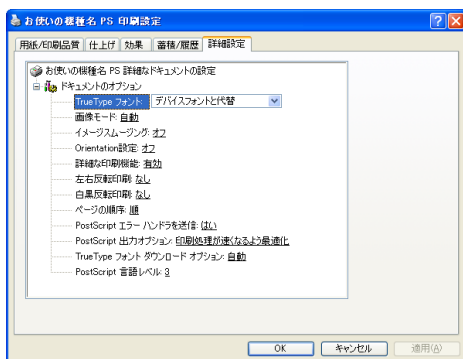 お使いの機種名 PS 印刷設定
用紙/印刷品質 仕上げ 効果 蓄積/履歴 詳細設定
お使いの機種名 PS 詳細なドキュメントの設定
ドキュメントのオプション
TrueType フォント: デバイスフォントと代替
画像モード: 自動
イメージスムージング: オフ
Orientation設定: オフ
詳細な印刷機能: 有効
左右反転印刷: なし
白黒反転印刷: なし
ページの順序: 順
PostScript エラー ハンドラを送信: はい
PostScript 出力オプション: 印刷処理が速くなるよう最適化
TrueType フォント ダウンロード オプション: 自動
PostScript 言語レベル: 3
OK キャンセル 適用(A)